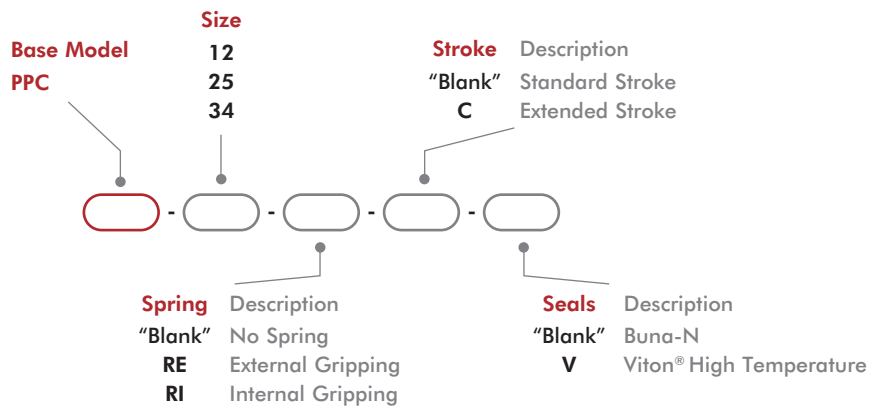 Size
Base Model 12 Stroke Description
PPC 25 “Blank” Standard Stroke
34 C Extended Stroke
- - - -
Spring Description Seals Description
“Blank” No Spring “Blank” Buna-N
RE External Gripping V Viton® High Temperature
RI Internal Gripping